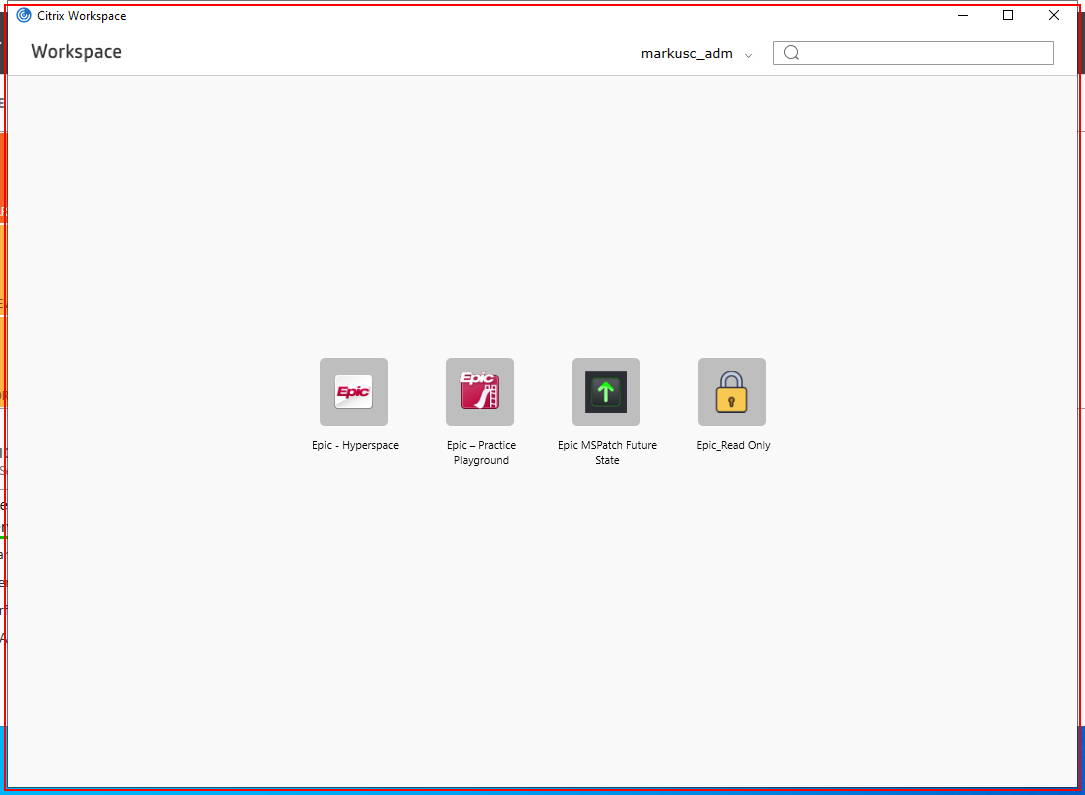 Citrix Workspace
Workspace
markusc_adm
Epic
Epic
Epic - Hyperspace
Epic – Practice
Playground
Epic MSPatch Future
State
Epic_Read Only